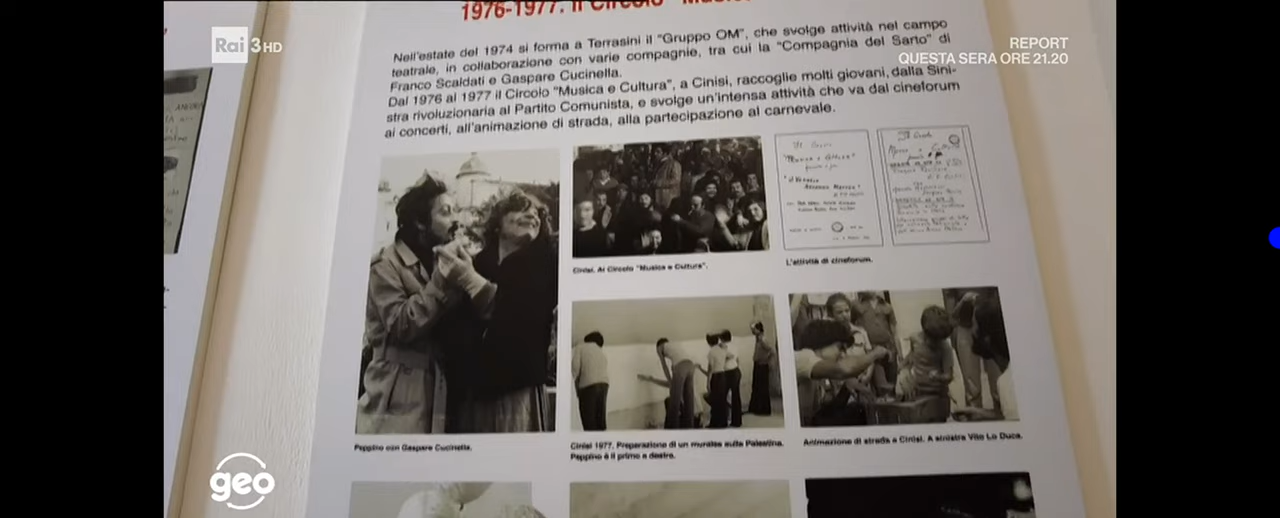 Rai 3HD
REPORT
QUESTA SERA ORE 21.20
1976-1977. Il Circolo
Nell'estate del 1974 si forma a Terrasini il "Gruppo OM", che svolge attività nel campo
teatrale, in collaborazione con varie compagnie, tra cui la "Compagnia del Sarto" di
Franco Scaldati e Gaspare Cucinella.
Dal 1976 al 1977 il Circolo "Musica e Cultura", a Cinisi, raccoglie molti giovani, dalla Sini-
stra rivoluzionaria al Partito Comunista, e svolge un'intensa attività che va dal cineforum
ai concerti, all'animazione di strada, alla partecipazione al carnevale.
Cinisi. Al Circolo "Musica e Cultura".
L'attività di cineforum.
Peppino con Gaspare Cucinella.
Cinisi 1977. Preparazione di un murales sulla Palestina.
Peppino è il primo a destra.
Animazione di strada a Cinisi. A sinistra Vito Lo Duca.
geo